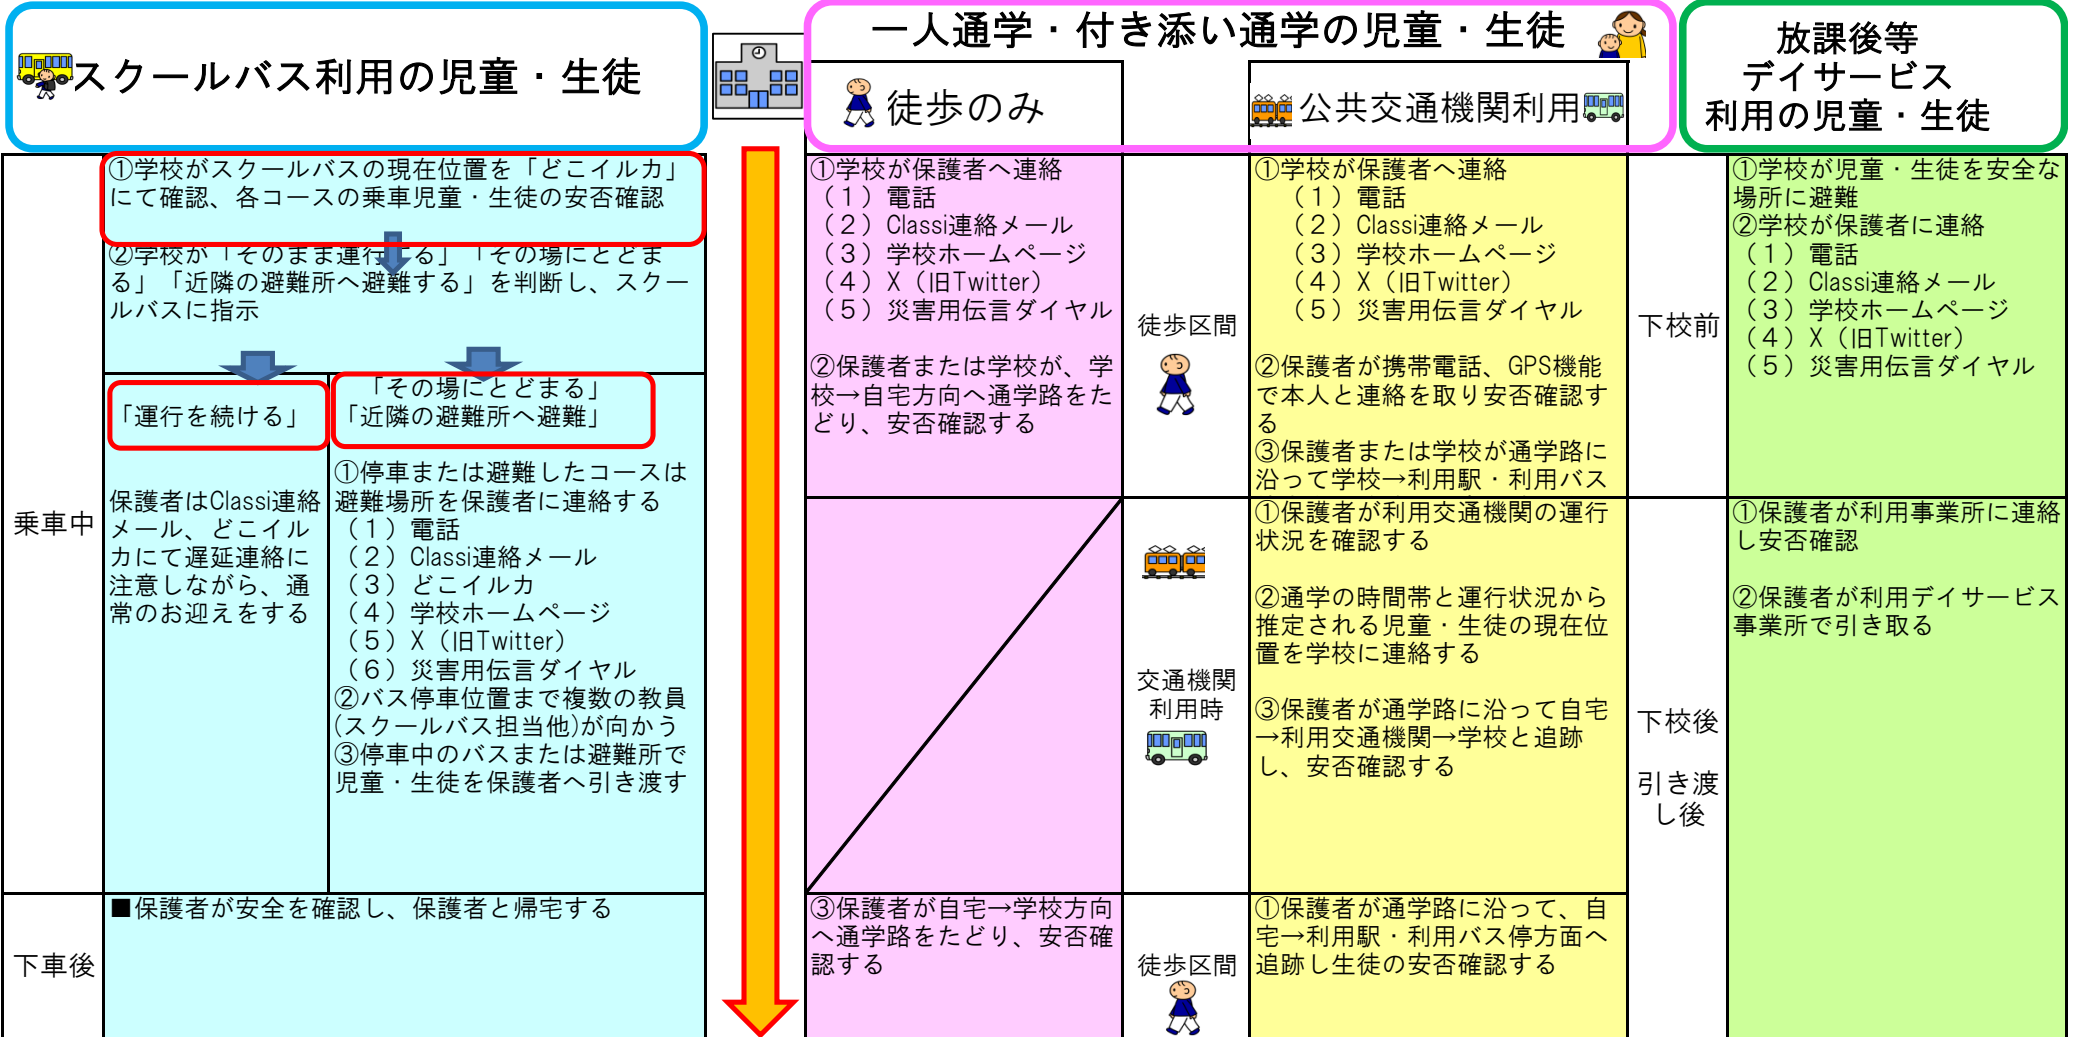 スクールバス利用の児童・生徒
一人通学・付き添い通学の児童・生徒
徒歩のみ
公共交通機関利用
放課後等
デイサービス
利用の児童・生徒
乗車中
①学校がスクールバスの現在位置を「どこイルカ」
にて確認、各コースの乗車児童・生徒の安否確認
②学校が「そのまま運行する」「その場にとどま
る」「近隣の避難所へ避難する」を判断し、スクー
ルバスに指示
「運行を続ける」
保護者はClassi連絡
メール、どこイル
カにて遅延連絡に
注意しながら、通
常のお迎えをする
「その場にとどまる」
「近隣の避難所へ避難」
①停車または避難したコースは
避難場所を保護者に連絡する
（１）電話
（２）Classi連絡メール
（３）どこイルカ
（４）学校ホームページ
（５）X（旧Twitter）
（６）災害用伝言ダイヤル
②バス停車位置まで複数の教員
(スクールバス担当他)が向かう
③停車中のバスまたは避難所で
児童・生徒を保護者へ引き渡す
下車後
■保護者が安全を確認し、保護者と帰宅する
①学校が保護者へ連絡
（１）電話
（２）Classi連絡メール
（３）学校ホームページ
（４）X（旧Twitter）
（５）災害用伝言ダイヤル
②保護者または学校が、学
校→自宅方向へ通学路をた
どり、安否確認する
③保護者が自宅→学校方向
へ通学路をたどり、安否確
認する
徒歩区間
①学校が保護者へ連絡
（１）電話
（２）Classi連絡メール
（３）学校ホームページ
（４）X（旧Twitter）
（５）災害用伝言ダイヤル
②保護者が携帯電話、GPS機能
で本人と連絡を取り安否確認す
る
③保護者または学校が通学路に
沿って学校→利用駅・利用バス
交通機関
利用時
①保護者が利用交通機関の運行
状況を確認する
②通学の時間帯と運行状況から
推定される児童・生徒の現在位
置を学校に連絡する
③保護者が通学路に沿って自宅
→利用交通機関→学校と追跡
し、安否確認する
徒歩区間
①保護者が通学路に沿って、自
宅→利用駅・利用バス停方面へ
追跡し生徒の安否確認する
下校前
①学校が児童・生徒を安全な
場所に避難
②学校が保護者に連絡
（１）電話
（２）Classi連絡メール
（３）学校ホームページ
（４）X（旧Twitter）
（５）災害用伝言ダイヤル
下校後
引き渡
し後
①保護者が利用事業所に連絡
し安否確認
②保護者が利用デイサービス
事業所で引き取る